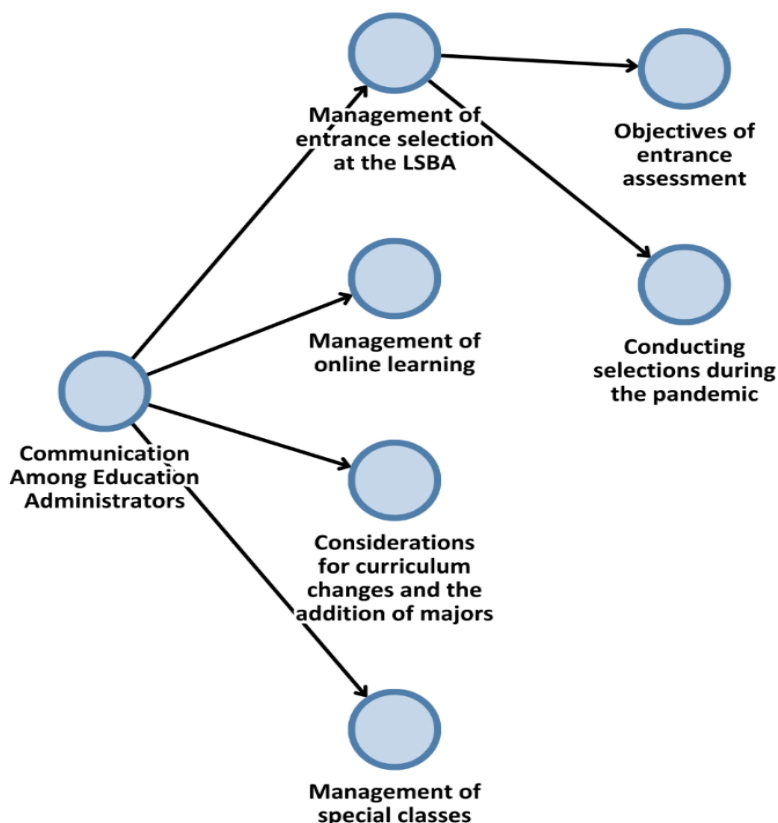 Management of
entrance selection
at the LSBA
Objectives of
entrance
assessment
Management of
online learning
Conducting
selections during
the pandemic
Communication
Among Education
Administrators
Considerations
for curriculum
changes and the
addition of majors
Management of
special classes